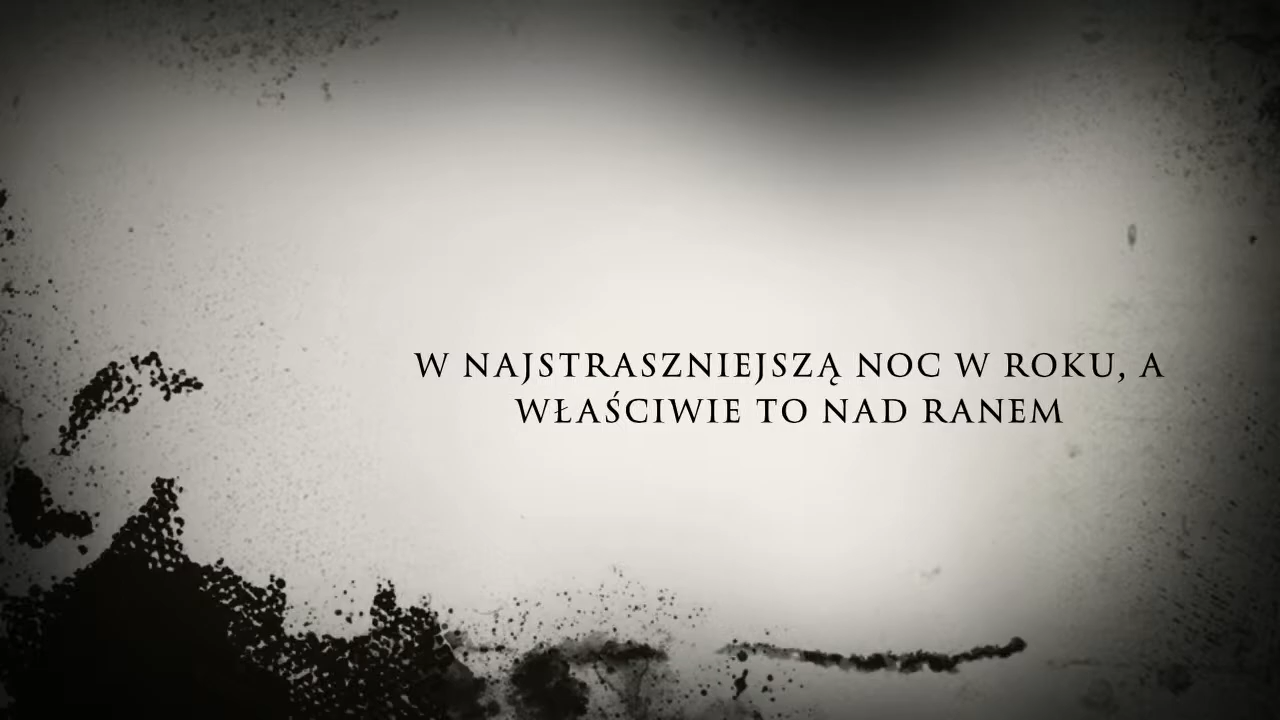 W NAJSTRASZNIEJSZĄ NOC W ROKU, A
WŁAŚCIWIE TO NAD RANEM